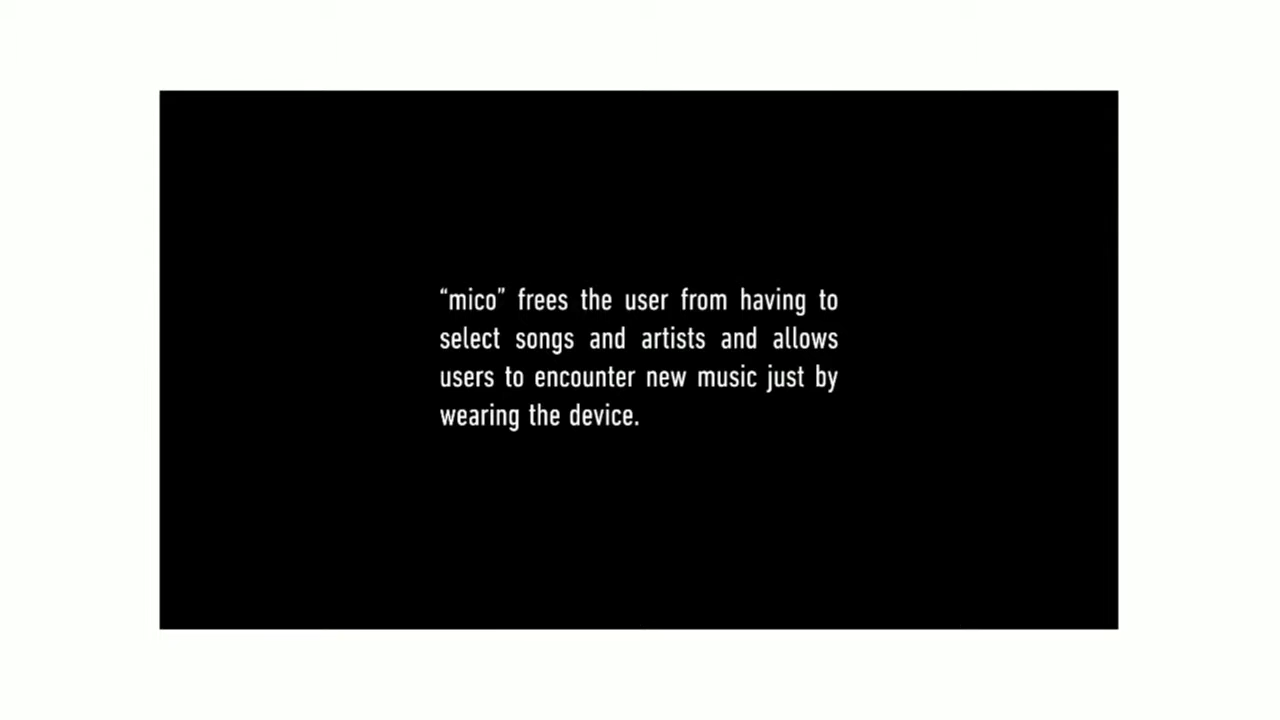 “mico” frees the user from having to
select songs and artists and allows
users to encounter new music just by
wearing the device.